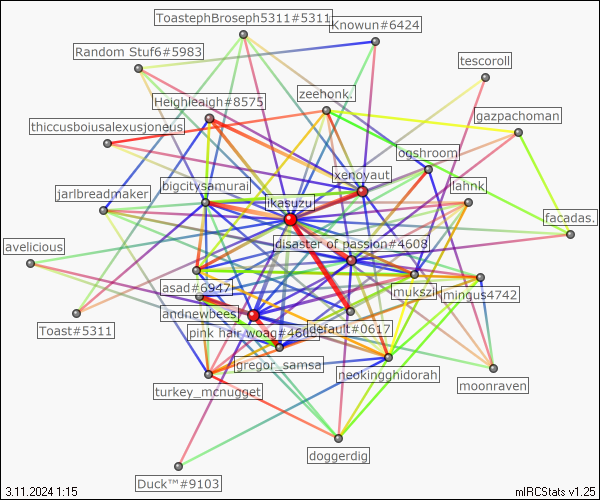 ToastephBroseph5311#5311
Knowun#6424
Random Stuf6#5983
tescoroll
zeehonk.
Heighleaigh#8575
gazpachoman
thiccusboiusalexusjoneus
ogshroom
xenoyaut
bigcitysamurai
lahnk
jarlbreadmaker
ikasuzu
facadas.
avelicious
disaster of passion#4608
asad#6947
mukszi
mingus4742
andnewbees
Toast#5311
pink hair woag#4606
default#0617
gregor_samsa
neokingghidorah
moonraven
turkey_mcnugget
doggerdig
Duck™#9103
3.11.2024 1:15
mIRCStats v1.25